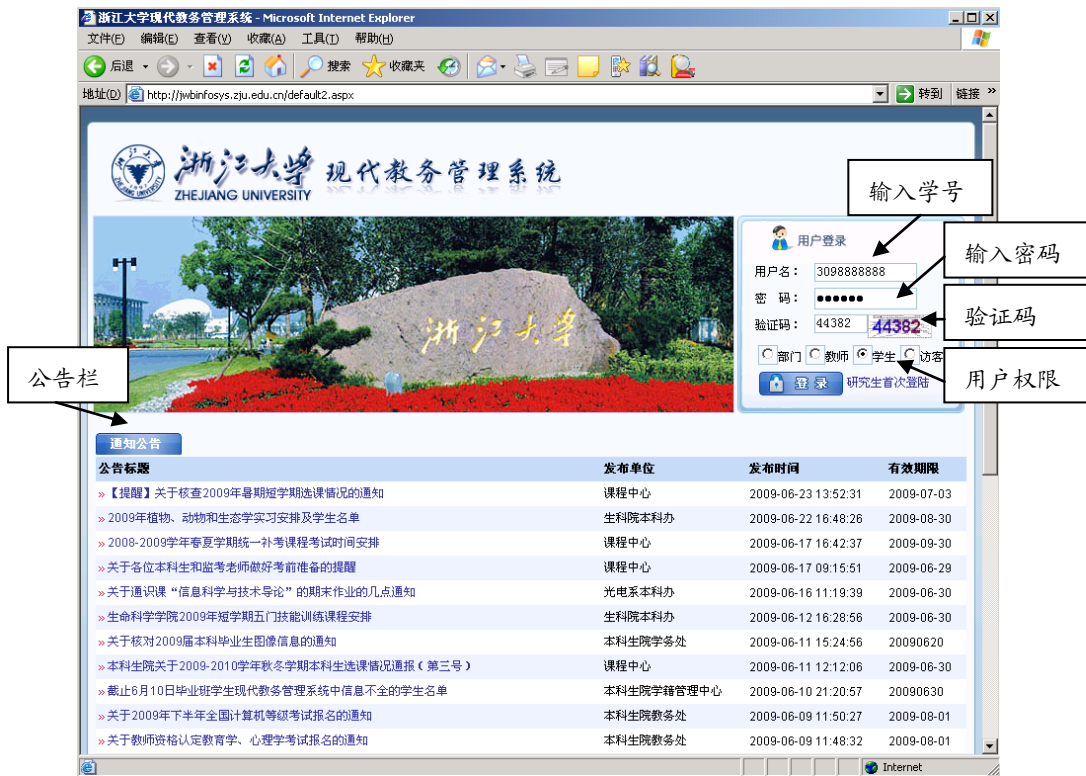 浙江大学现代教务管理系统 - Microsoft Internet Explorer
文件(F) 编辑(E) 查看(V) 收藏(A) 工具(T) 帮助(H)
后退 搜索 收藏夹
地址(D) http://jwbinfosys.zju.edu.cn/default2.aspx 转到 链接 »
浙江大学 现代教务管理系统
ZHEJIANG UNIVERSITY
输入学号
用户登录
输入密码
用户名： 3098888888
密 码： ●●●●●●
验证码
验证码： 44382 44382
部门 教师 学生 访客
用户权限
登 录 研究生首次登陆
浙江大学
公告栏
通知公告
公告标题 发布单位 发布时间 有效期限
» 【提醒】关于核查2009年暑期短学期选课情况的通知 课程中心 2009-06-23 13:52:31 2009-07-03
» 2009年植物、动物和生态学实习安排及学生名单 生科院本科办 2009-06-22 16:48:26 2009-08-30
» 2008-2009学年春夏学期统一补考课程考试时间安排 课程中心 2009-06-17 16:42:37 2009-09-30
» 关于各位本科生和监考老师做好考前准备的提醒 课程中心 2009-06-17 09:15:51 2009-06-29
» 关于通识课“信息科学与技术导论”的期末作业的几点通知 光电系本科办 2009-06-16 11:19:39 2009-06-30
» 生命科学学院2009年短学期五门技能训练课程安排 生科院本科办 2009-06-12 16:28:56 2009-06-30
» 关于核对2009届本科毕业生图像信息的通知 本科生院学务处 2009-06-11 15:24:56 20090620
» 本科生院关于2009-2010学年秋冬学期本科生选课情况通报（第三号） 课程中心 2009-06-11 12:12:06 2009-06-30
» 截止6月10日毕业班学生现代教务管理系统中信息不全的学生名单 本科生院学籍管理中心 2009-06-10 21:20:57 20090630
» 关于2009年下半年全国计算机等级考试报名的通知 本科生院教务处 2009-06-09 11:50:27 2009-08-01
» 关于教师资格认定教育学、心理学考试报名的通知 本科生院教务处 2009-06-09 11:48:32 2009-08-01
Internet